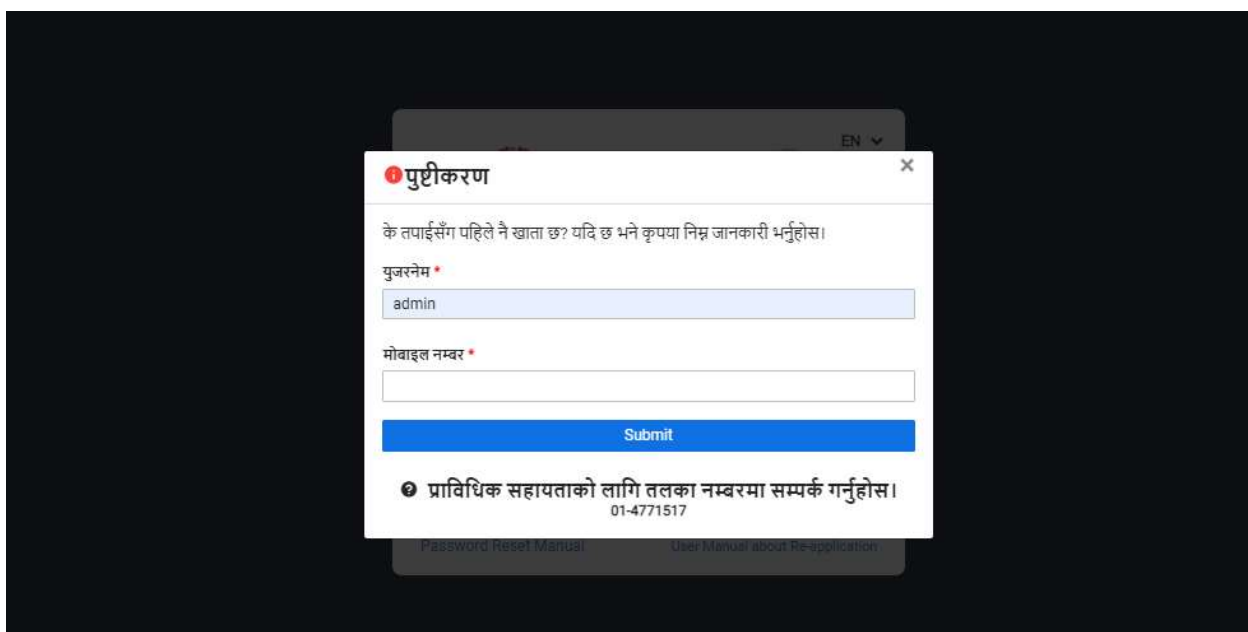 EN
पुष्टीकरण
के तपाईसँग पहिले नै खाता छ? यदि छ भने कृपया निम्न जानकारी भर्नुहोस।
युजरनेम *
admin
मोबाइल नम्बर *
Submit
प्राविधिक सहायताको लागि तलका नम्बरमा सम्पर्क गर्नुहोस।
01-4771517
Password Reset Manual User Manual about Re-application